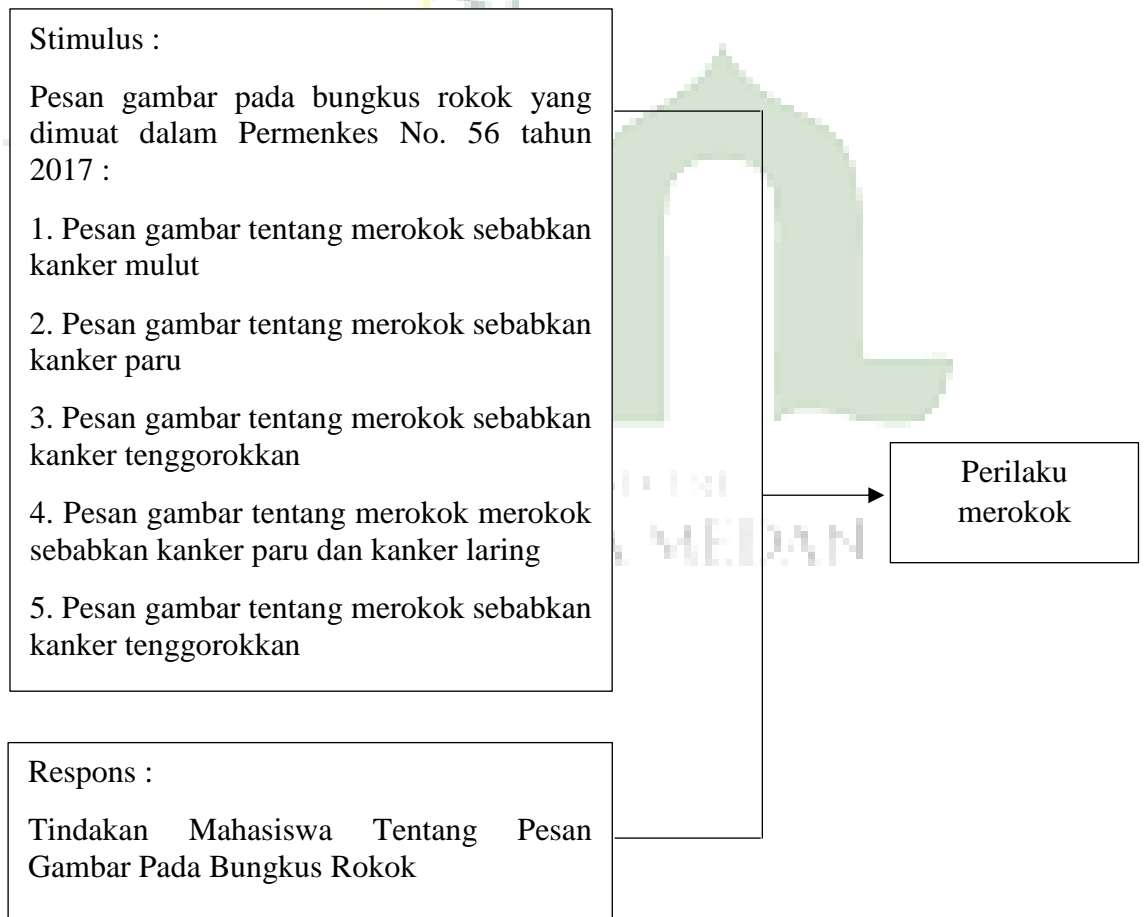 Stimulus :
Pesan gambar pada bungkus rokok yang
dimuat dalam Permenkes No. 56 tahun
2017 :
1. Pesan gambar tentang merokok sebabkan
kanker mulut
2. Pesan gambar tentang merokok sebabkan
kanker paru
3. Pesan gambar tentang merokok sebabkan
kanker tenggorokkan
4. Pesan gambar tentang merokok merokok
sebabkan kanker paru dan kanker laring
5. Pesan gambar tentang merokok sebabkan
kanker tenggorokkan
Perilaku
merokok
MEDAN
Respons :
Tindakan Mahasiswa Tentang Pesan
Gambar Pada Bungkus Rokok